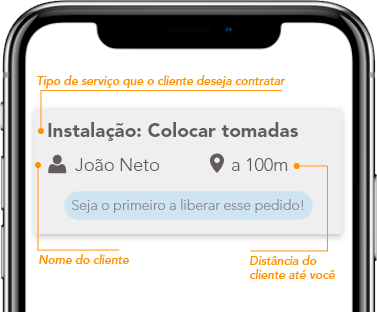 Tipo de serviço que o cliente deseja contratar
Instalação: Colocar tomadas
João Neto
a 100m
Seja o primeiro a liberar esse pedido!
Nome do cliente
Distância do
cliente até você